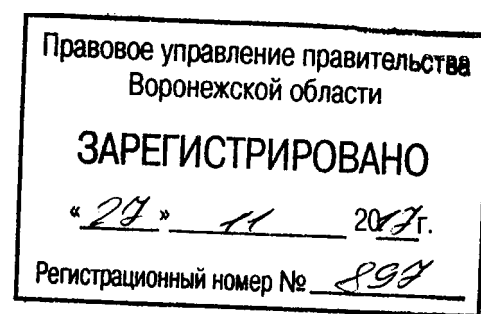 Правовое управление правительства
Воронежской области
ЗАРЕГИСТРИРОВАНО
« 27 » 11 2017г.
Регистрационный номер № 897